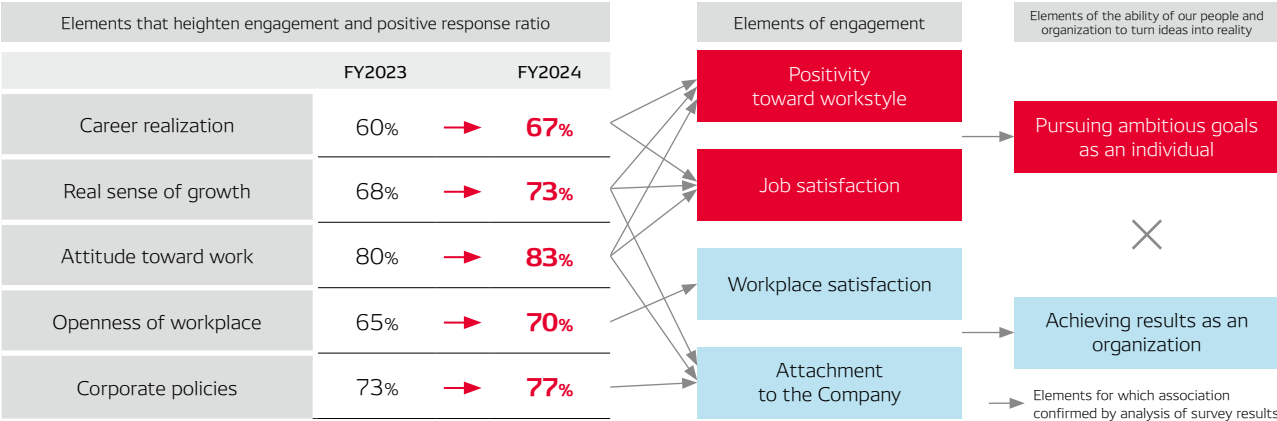 Elements that heighten engagement and positive response ratio
Elements of engagement
Elements of the ability of our people and
organization to turn ideas into reality
FY2023
FY2024
Career realization
60%
67%
Real sense of growth
68%
73%
Attitude toward work
80%
83%
Openness of workplace
65%
70%
Corporate policies
73%
77%
Positivity
toward workstyle
Job satisfaction
Workplace satisfaction
Attachment
to the Company
Pursuing ambitious goals
as an individual
Achieving results as an
organization
Elements for which association
confirmed by analysis of survey results